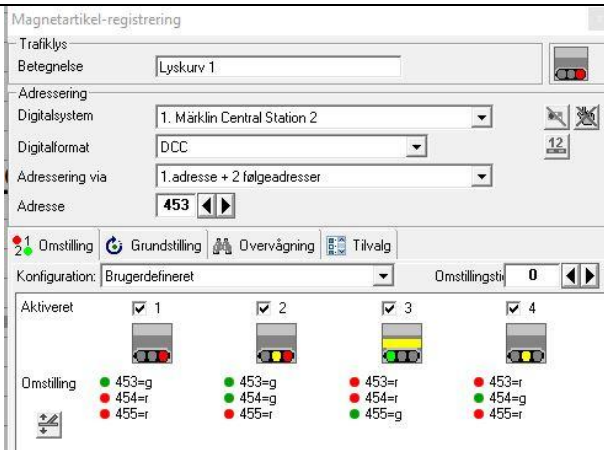 Magnetartikel-registrering
Trafiklys
Betegnelse Lyskurv 1
Adressering
Digitalsystem 1. Märklin Central Station 2
Digitalformat DCC
12
Adressering via 1.adresse + 2 følgeadresser
Adresse 453
1 2 Omstilling Grundstilling Overvågning Tilvalg
Konfiguration: Brugerdefineret Omstillingsti 0
Aktiveret 1 2 3 4
Omstilling 453=g 453=g 453=r 453=r
454=r 454=g 454=r 454=g
455=r 455=r 455=g 455=r